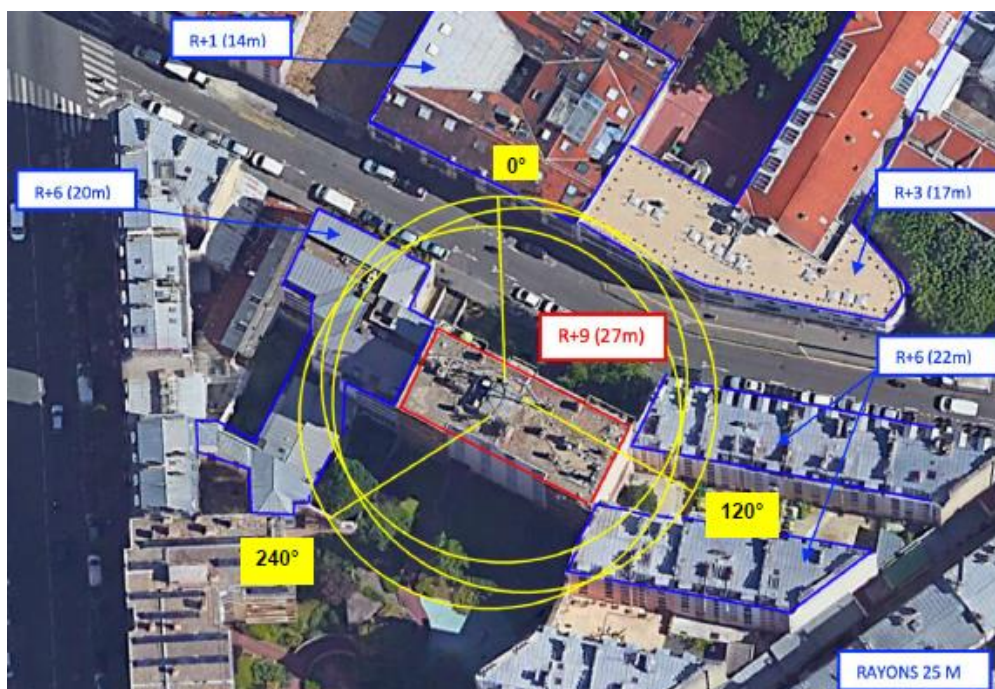 R+1 (14m)
0°
R+6 (20m)
R+3 (17m)
R+9 (27m)
R+6 (22m)
120°
240°
RAYONS 25 M